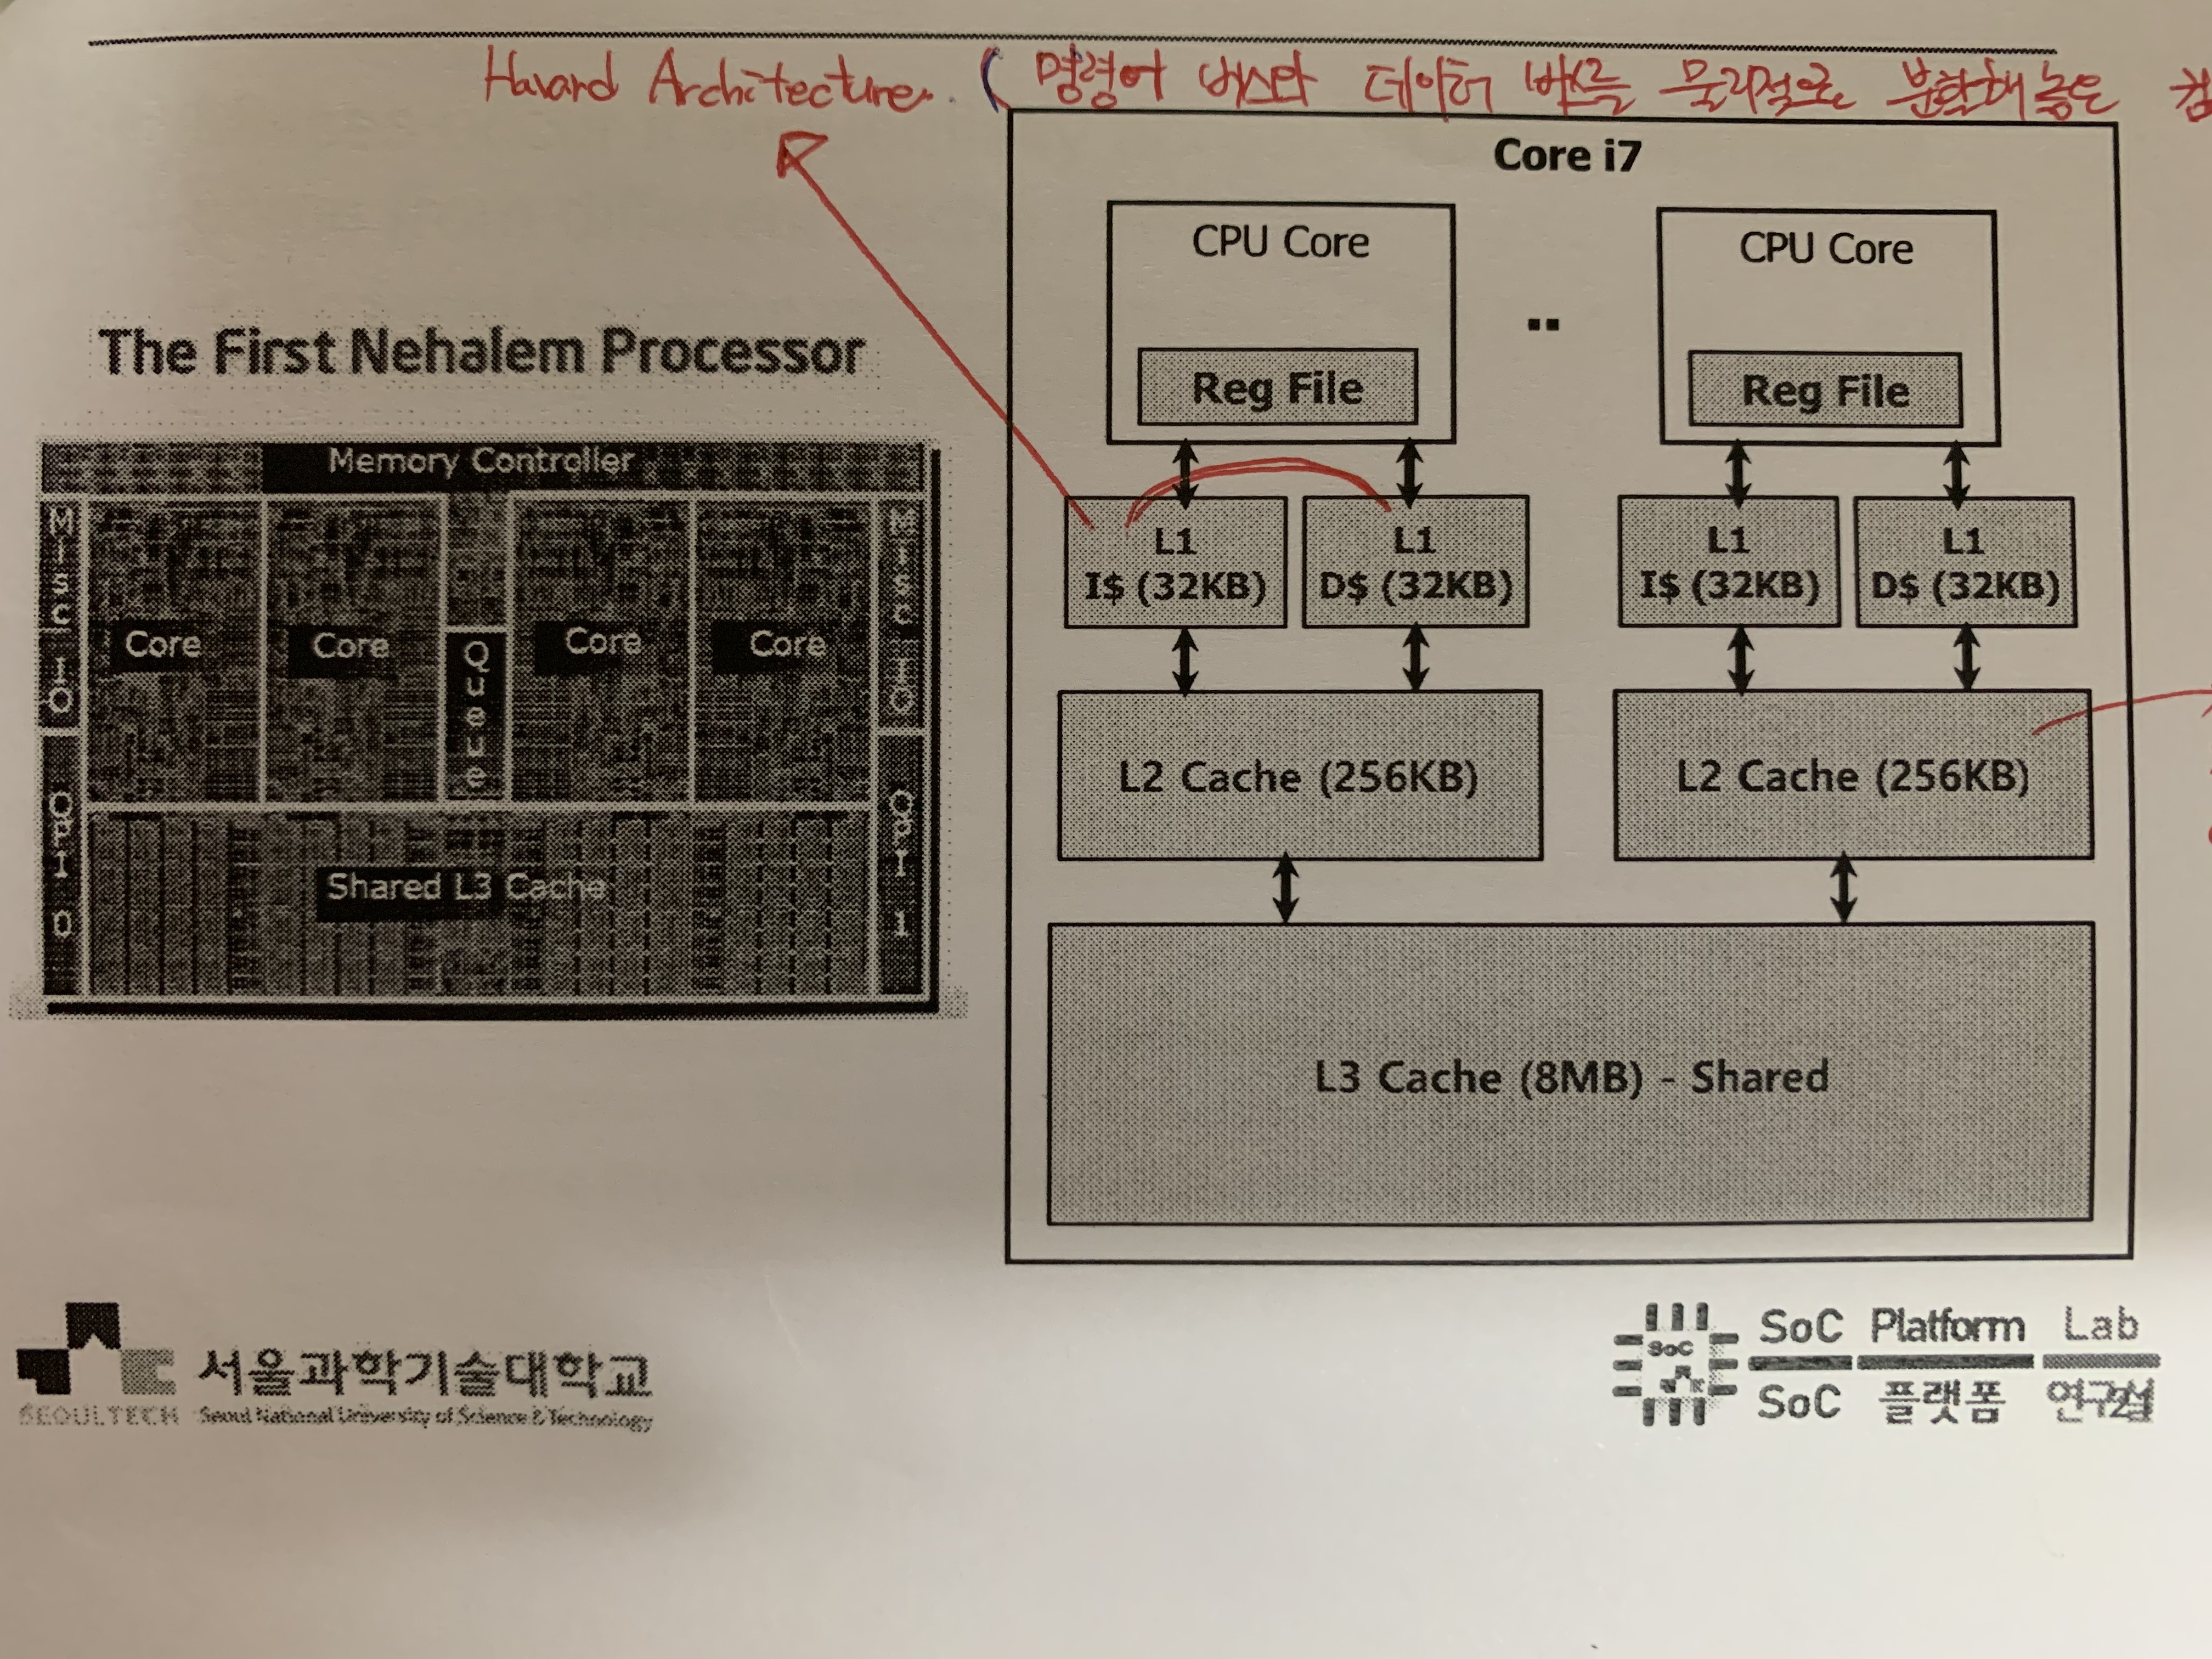 Havard Architecture. ( 명령어 버스와 데이터 버스를 물리적으로 분할해 놓은
Core i7
CPU Core
CPU Core
..
Reg File
Reg File
L1
I$ (32KB)
L1
D$ (32KB)
L1
I$ (32KB)
L1
D$ (32KB)
L2 Cache (256KB)
L2 Cache (256KB)
L3 Cache (8MB) - Shared
The First Nehalem Processor
Memory Controller
Misc IO
Core
Core
Queue
Core
Core
Misc IO
QPI 0
Shared L3 Cache
QPI 1
서울과학기술대학교
SEOULTECH Seoul National University of Science & Technology
SoC
SoC Platform Lab
SoC 플랫폼 연구실